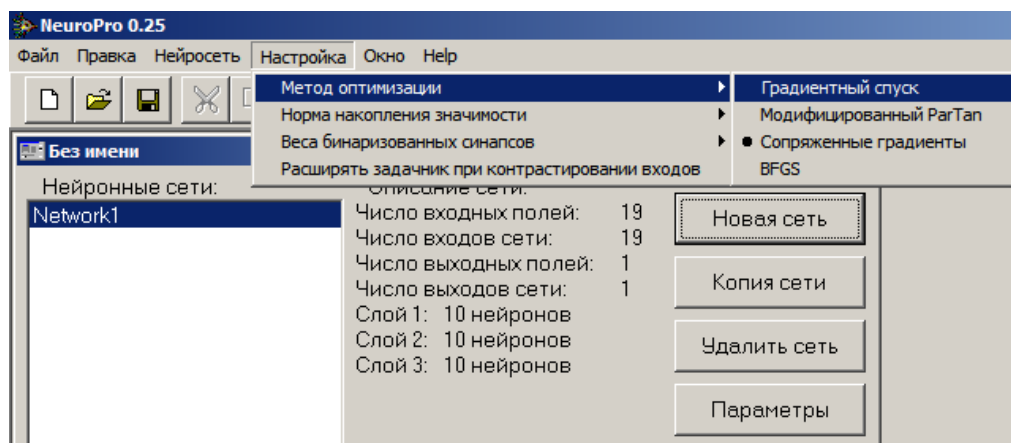 NeuroPro 0.25
Файл Правка Нейросеть Настройка Окно Help
Метод оптимизации
Норма накопления значимости
Веса бинаризованных синапсов
Расширять задачник при контрастировании входов
Градиентный спуск
Модифицированный ParTan
Сопряженные градиенты
BFGS
Без имени
Нейронные сети:
Network1
Описание сети:
Число входных полей: 19
Число входов сети: 19
Число выходных полей: 1
Число выходов сети: 1
Слой 1: 10 нейронов
Слой 2: 10 нейронов
Слой 3: 10 нейронов
Новая сеть
Копия сети
Удалить сеть
Параметры